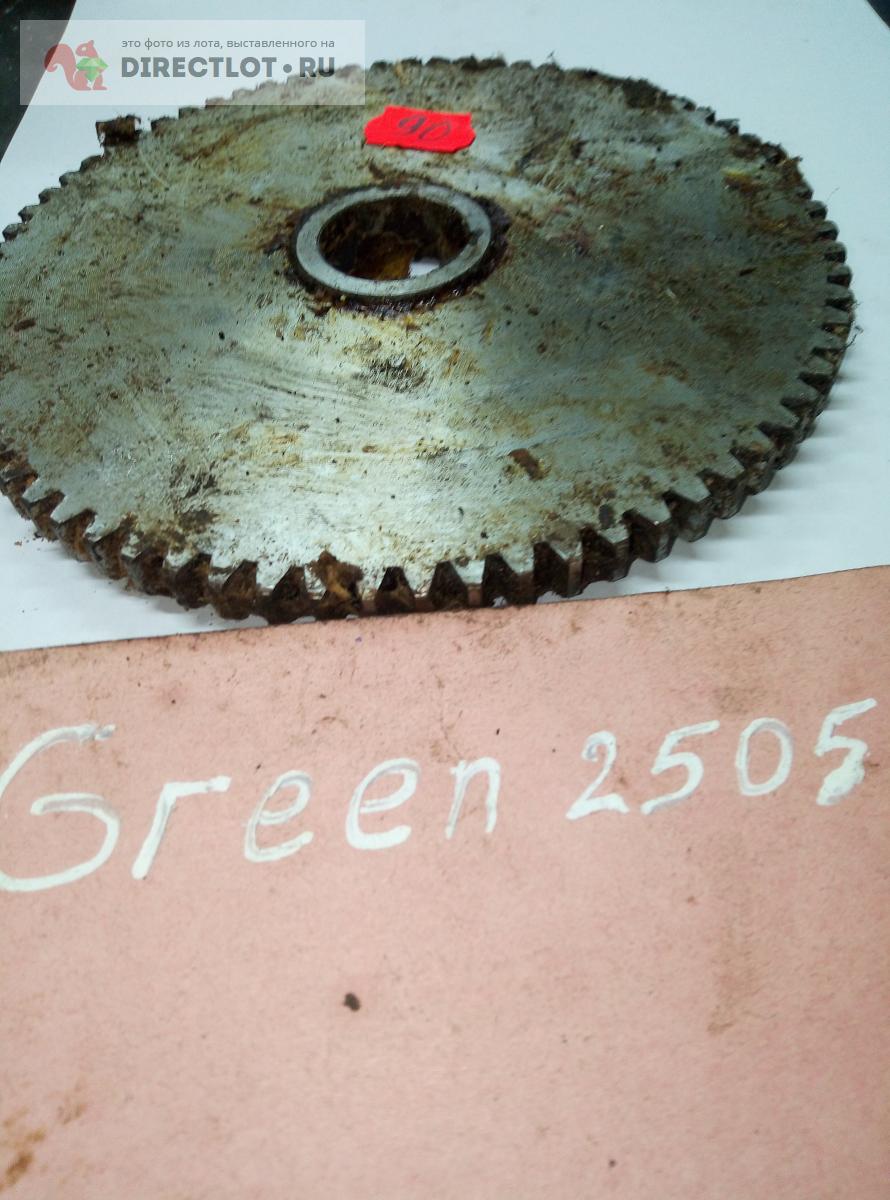 это фото из лота, выставленного на
DIRECTLOT•RU
90
Green 2505